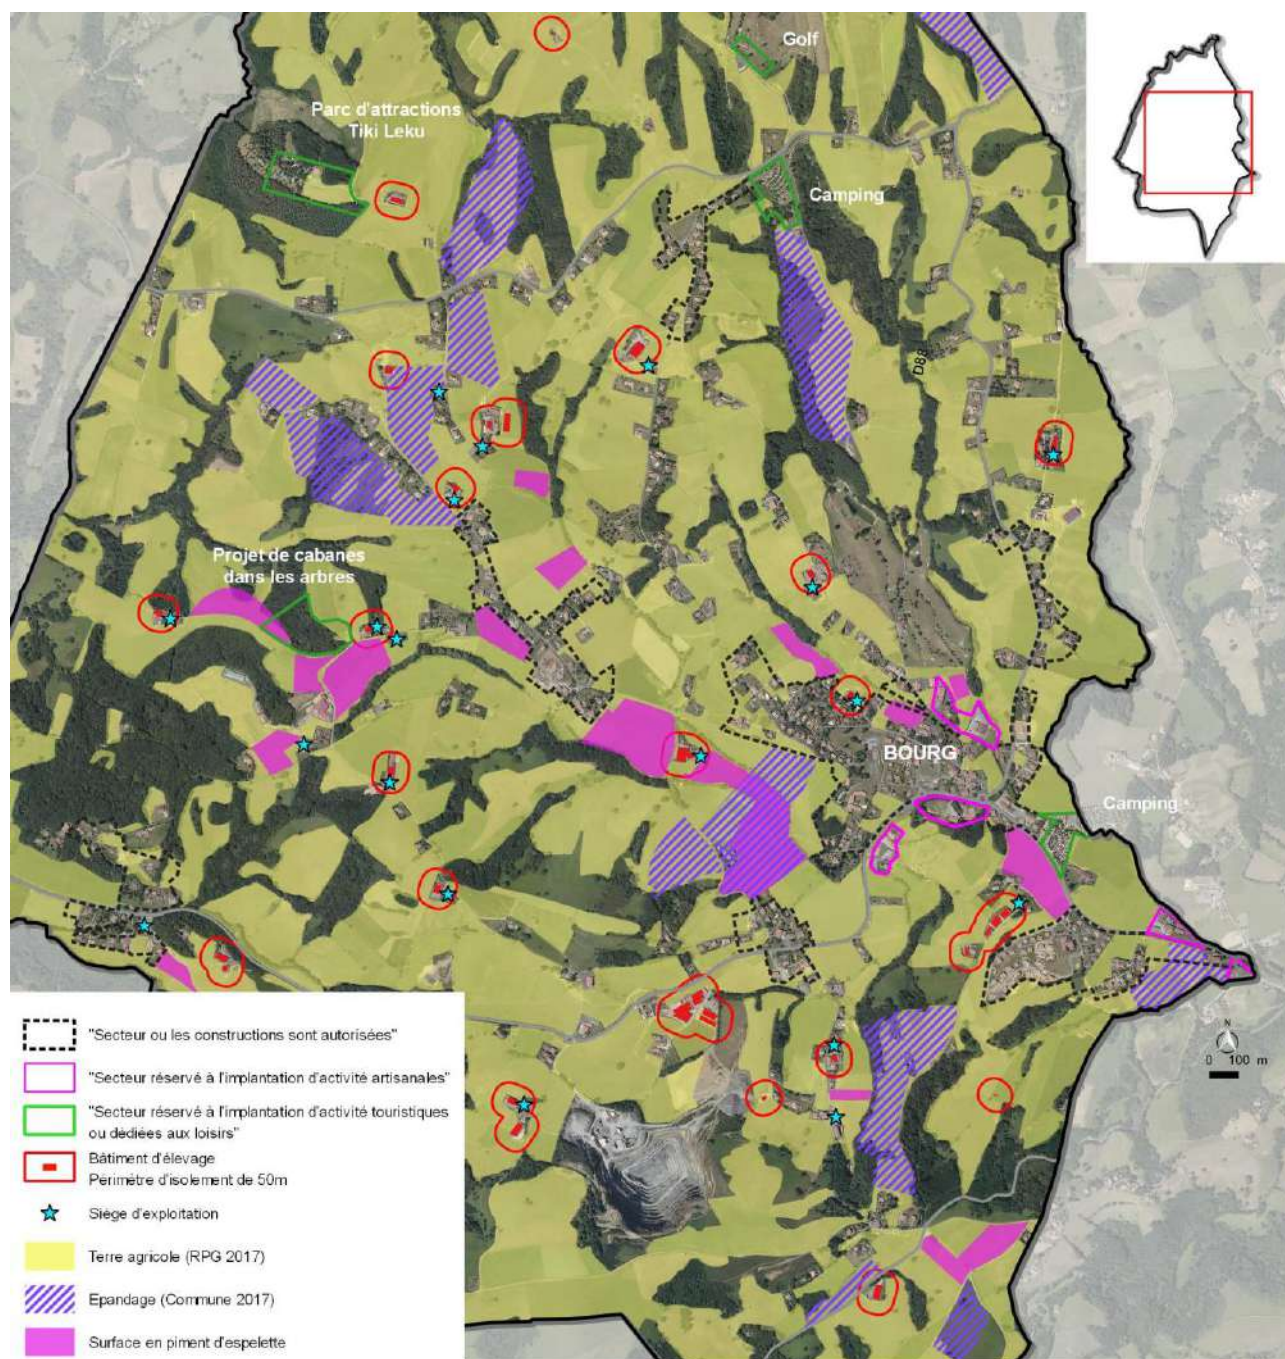 Golf
Parc d'attractions
Tiki Leku
Camping
D88
Projet de cabanes
dans les arbres
BOURG
Camping
N
0 100 m
"Secteur ou les constructions sont autorisées"
"Secteur réservé à l'implantation d'activité artisanales"
"Secteur réservé à l'implantation d'activité touristiques
ou dédiées aux loisirs"
Bâtiment d'élevage
Périmètre d'isolement de 50m
Siège d'exploitation
Terre agricole (RPG 2017)
Epandage (Commune 2017)
Surface en piment d'espelette